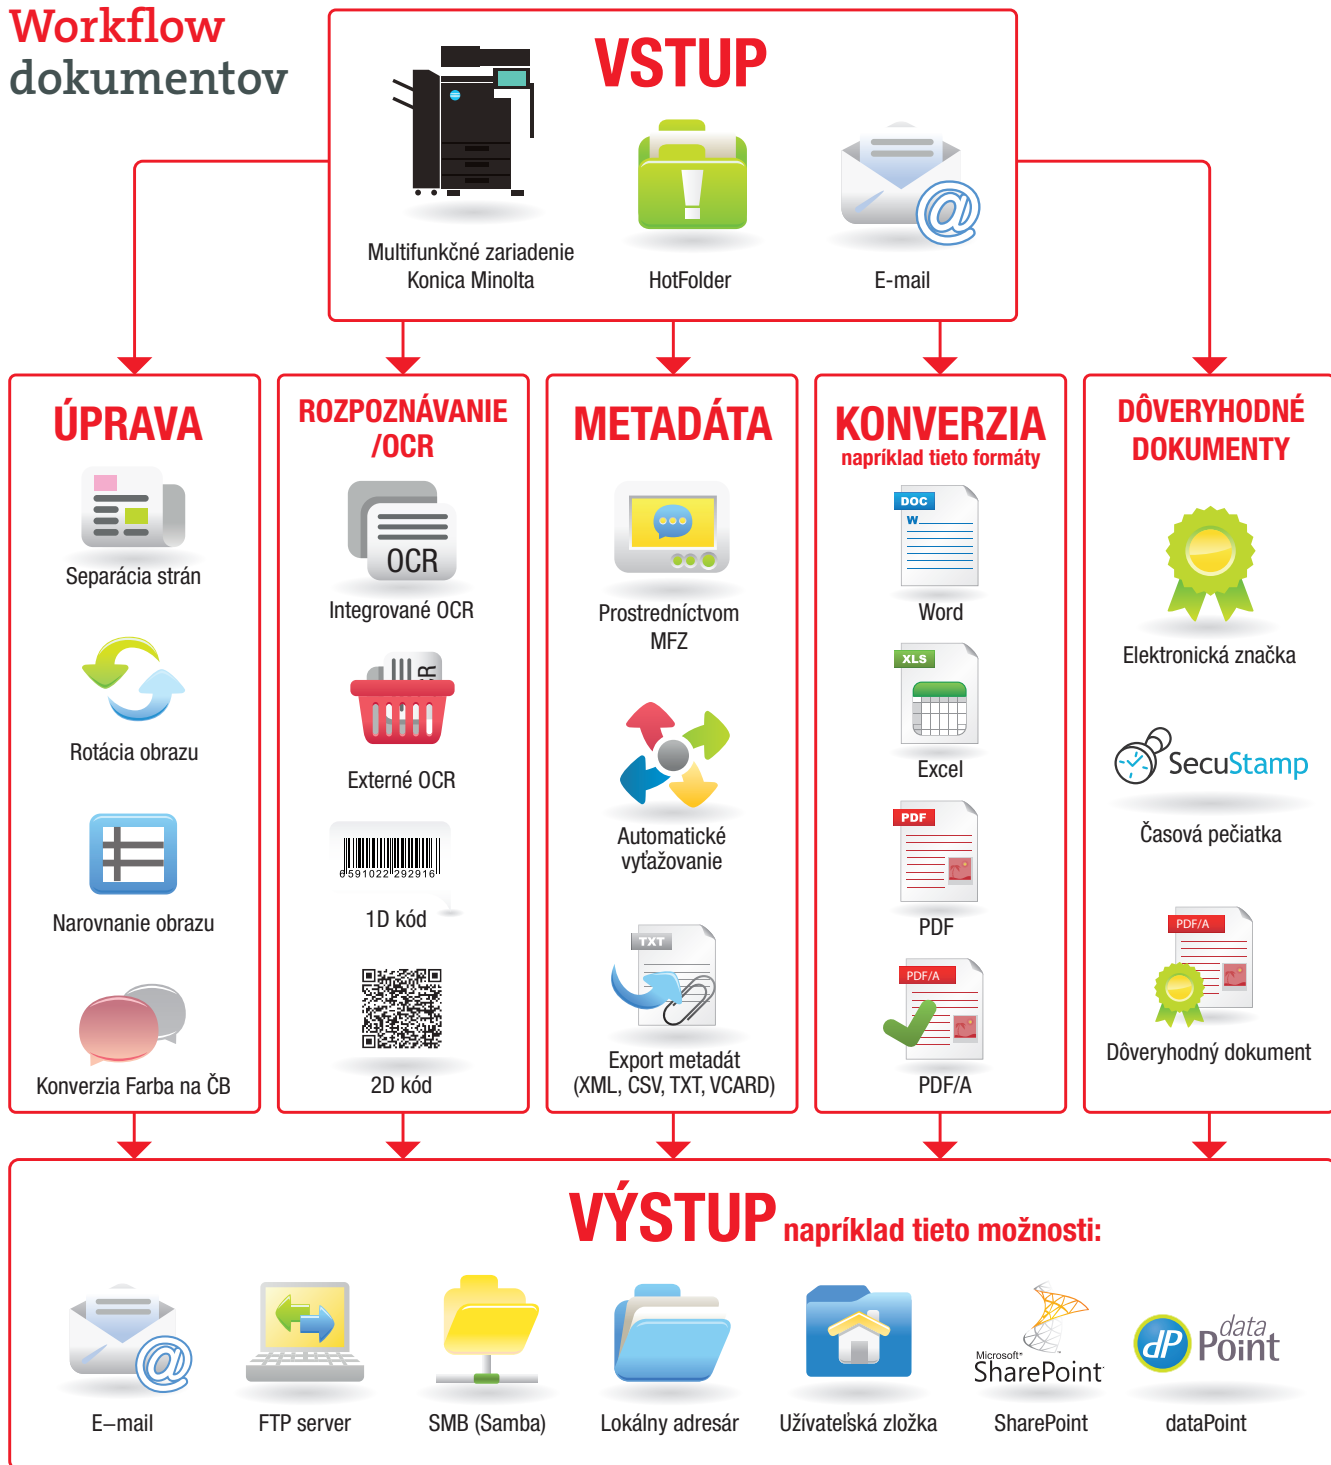 Workflow
dokumentov
VSTUP
Multifunkčné zariadenie
Konica Minolta
HotFolder
E-mail
ÚPRAVA
Separácia strán
Rotácia obrazu
Narovnanie obrazu
Konverzia Farba na ČB
ROZPOZNÁVANIE
/OCR
OCR
Integrované OCR
Externé OCR
6 591022 292916
1D kód
2D kód
METADÁTA
Prostredníctvom
MFZ
Automatické
vyťažovanie
TXT
Export metadát
(XML, CSV, TXT, VCARD)
KONVERZIA
napríklad tieto formáty
DOC
W
Word
XLS
Excel
PDF
PDF
PDF/A
PDF/A
DÔVERYHODNÉ
DOKUMENTY
Elektronická značka
SecuStamp
Časová pečiatka
PDF/A
Dôveryhodný dokument
VÝSTUP napríklad tieto možnosti:
E–mail
FTP server
SMB (Samba)
Lokálny adresár
Užívateľská zložka
Microsoft®
SharePoint
SharePoint
dP data
Point
dataPoint